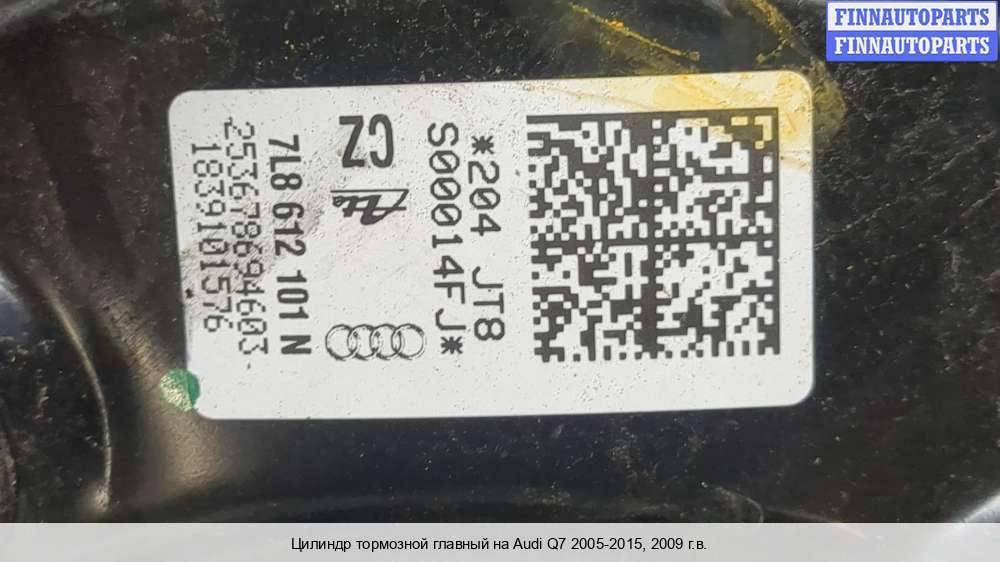 FINNAUTOPARTS
FINNAUTOPARTS
*204 JT8
S00014FJ*
CZ
7L8 612 101 N
253678694603
1839101576
Цилиндр тормозной главный на Audi Q7 2005-2015, 2009 г.в.